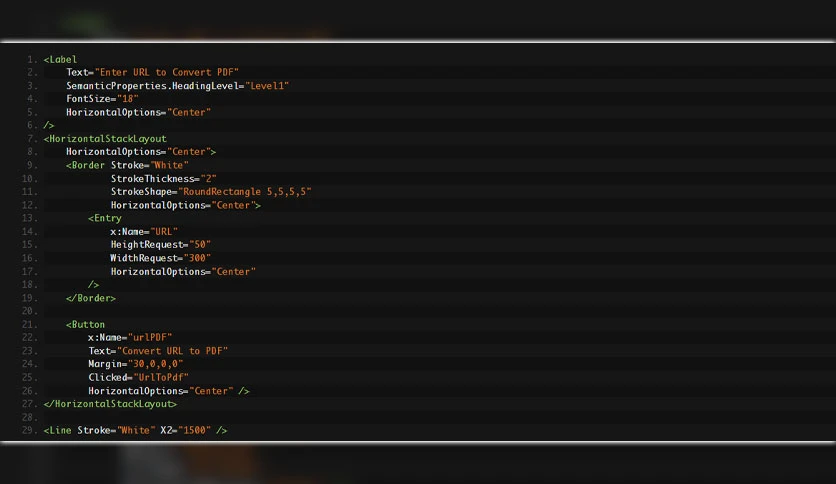 1. <Label
2.     Text="Enter URL to Convert PDF"
3.     SemanticProperties.HeadingLevel="Level1"
4.     FontSize="18"
5.     HorizontalOptions="Center"
6. />
7. <HorizontalStackLayout
8.     HorizontalOptions="Center">
9.     <Border Stroke="White"
10.             StrokeThickness="2"
11.             StrokeShape="RoundRectangle 5,5,5,5"
12.             HorizontalOptions="Center">
13.         <Entry
14.             x:Name="URL"
15.             HeightRequest="50"
16.             WidthRequest="300"
17.             HorizontalOptions="Center"
18.         />
19.     </Border>
20.
21.     <Button
22.         x:Name="urlPDF"
23.         Text="Convert URL to PDF"
24.         Margin="30,0,0,0"
25.         Clicked="UrlToPdf"
26.         HorizontalOptions="Center" />
27. </HorizontalStackLayout>
28.
29. <Line Stroke="White" X2="1500" />